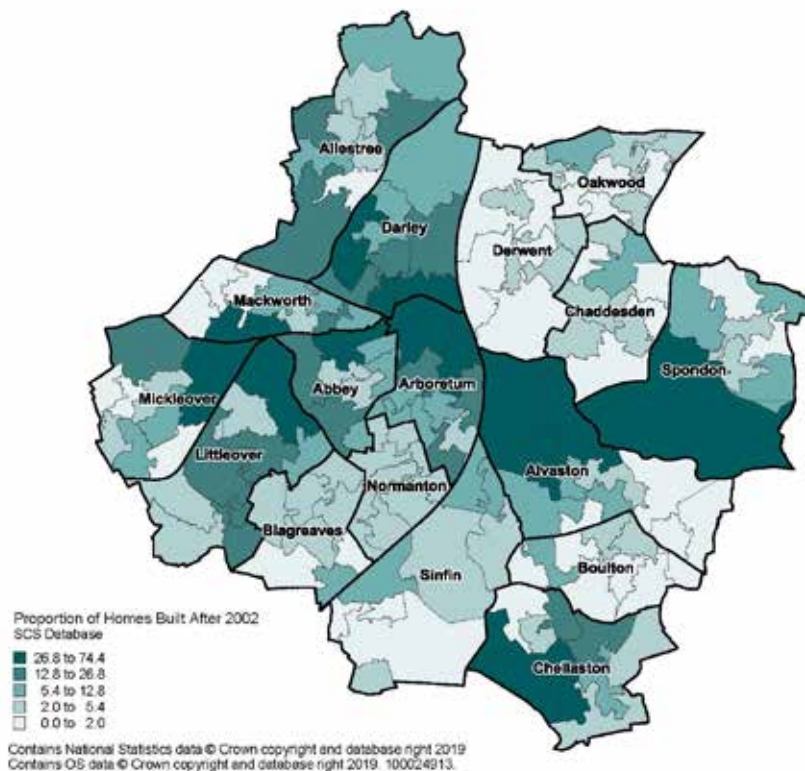 Allestree
Oakwood
Darley
Derwent
Mackworth
Chaddesden
Spondon
Mickleover
Abbey
Arboretum
Littleover
Alvaston
Normanton
Blagreaves
Boulton
Sinfin
Chellaston
Proportion of Homes Built After 2002
SCS Database
26.8 to 74.4
12.8 to 26.8
5.4 to 12.8
2.0 to 5.4
0.0 to 2.0
Contains National Statistics data © Crown copyright and database right 2019
Contains OS data © Crown copyright and database right 2019. 100024913.